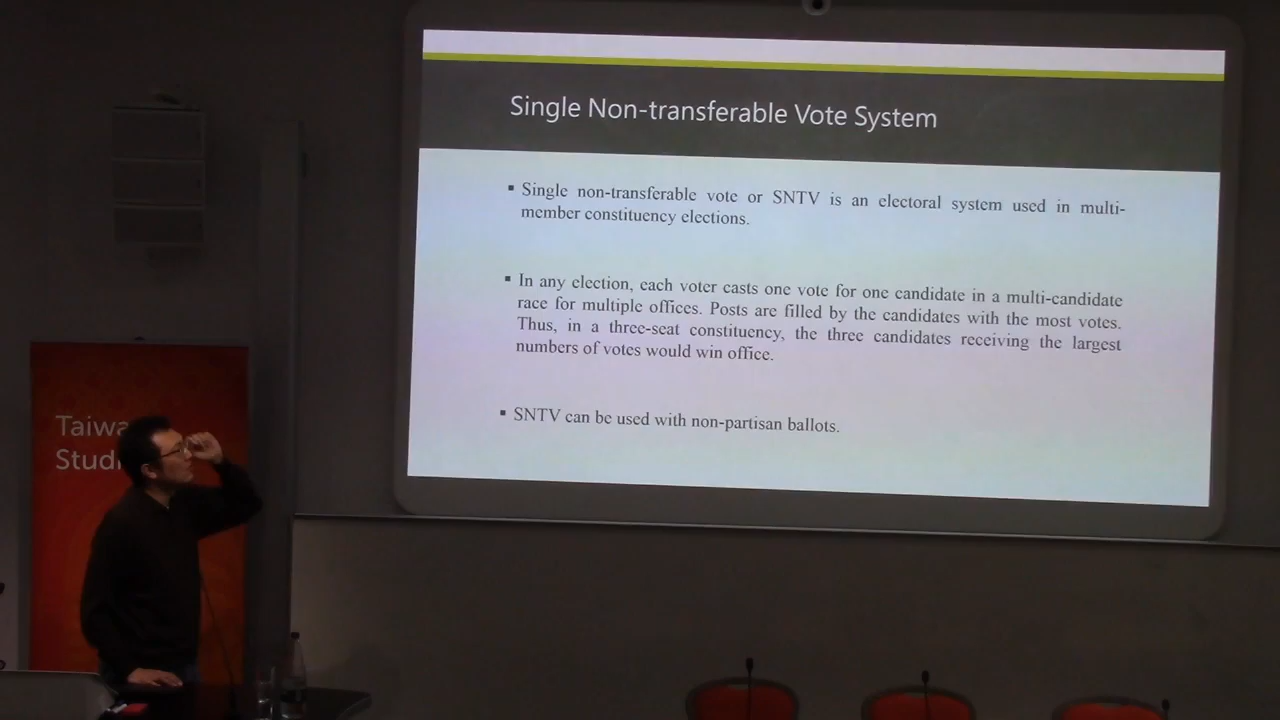 Single Non-transferable Vote System
▪ Single non-transferable vote or SNTV is an electoral system used in multi-
member constituency elections.
▪ In any election, each voter casts one vote for one candidate in a multi-candidate
race for multiple offices. Posts are filled by the candidates with the most votes.
Thus, in a three-seat constituency, the three candidates receiving the largest
numbers of votes would win office.
▪ SNTV can be used with non-partisan ballots.
Taiwa
Studi